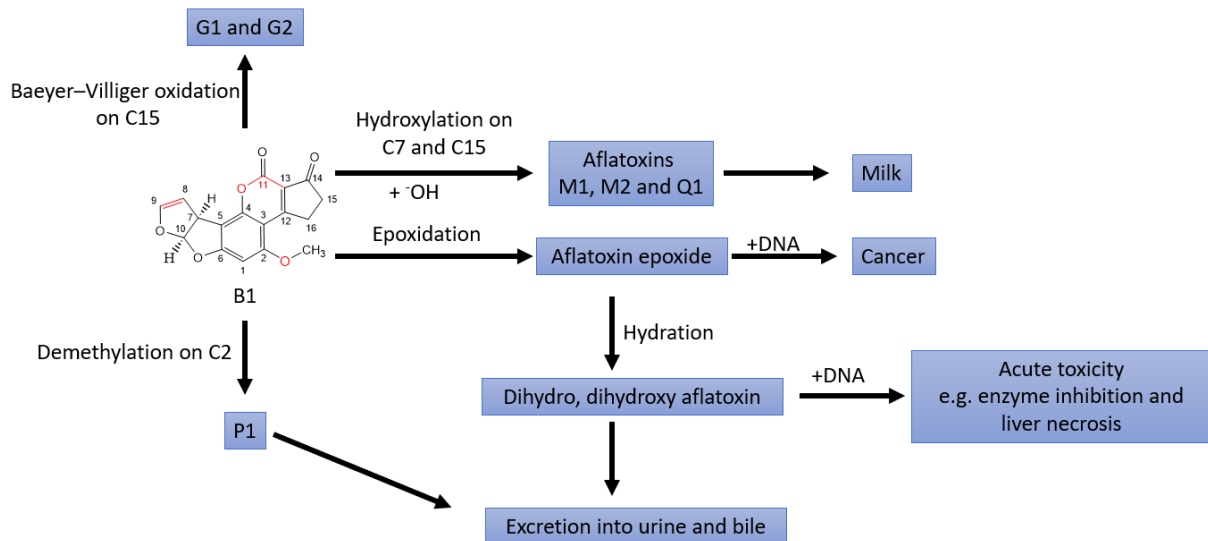 G1 and G2
Baeyer–Villiger oxidation
on C15
Hydroxylation on
C7 and C15
+ ⁻OH
Aflatoxins
M1, M2 and Q1
Milk
O
O
11
13
14
15
O
8
9
H
7
5
4
3
12
16
O
10
H
O
6
1
2
O
CH₃
B1
Epoxidation
Aflatoxin epoxide
+DNA
Cancer
Hydration
Demethylation on C2
Dihydro, dihydroxy aflatoxin
+DNA
Acute toxicity
e.g. enzyme inhibition and
liver necrosis
P1
Excretion into urine and bile